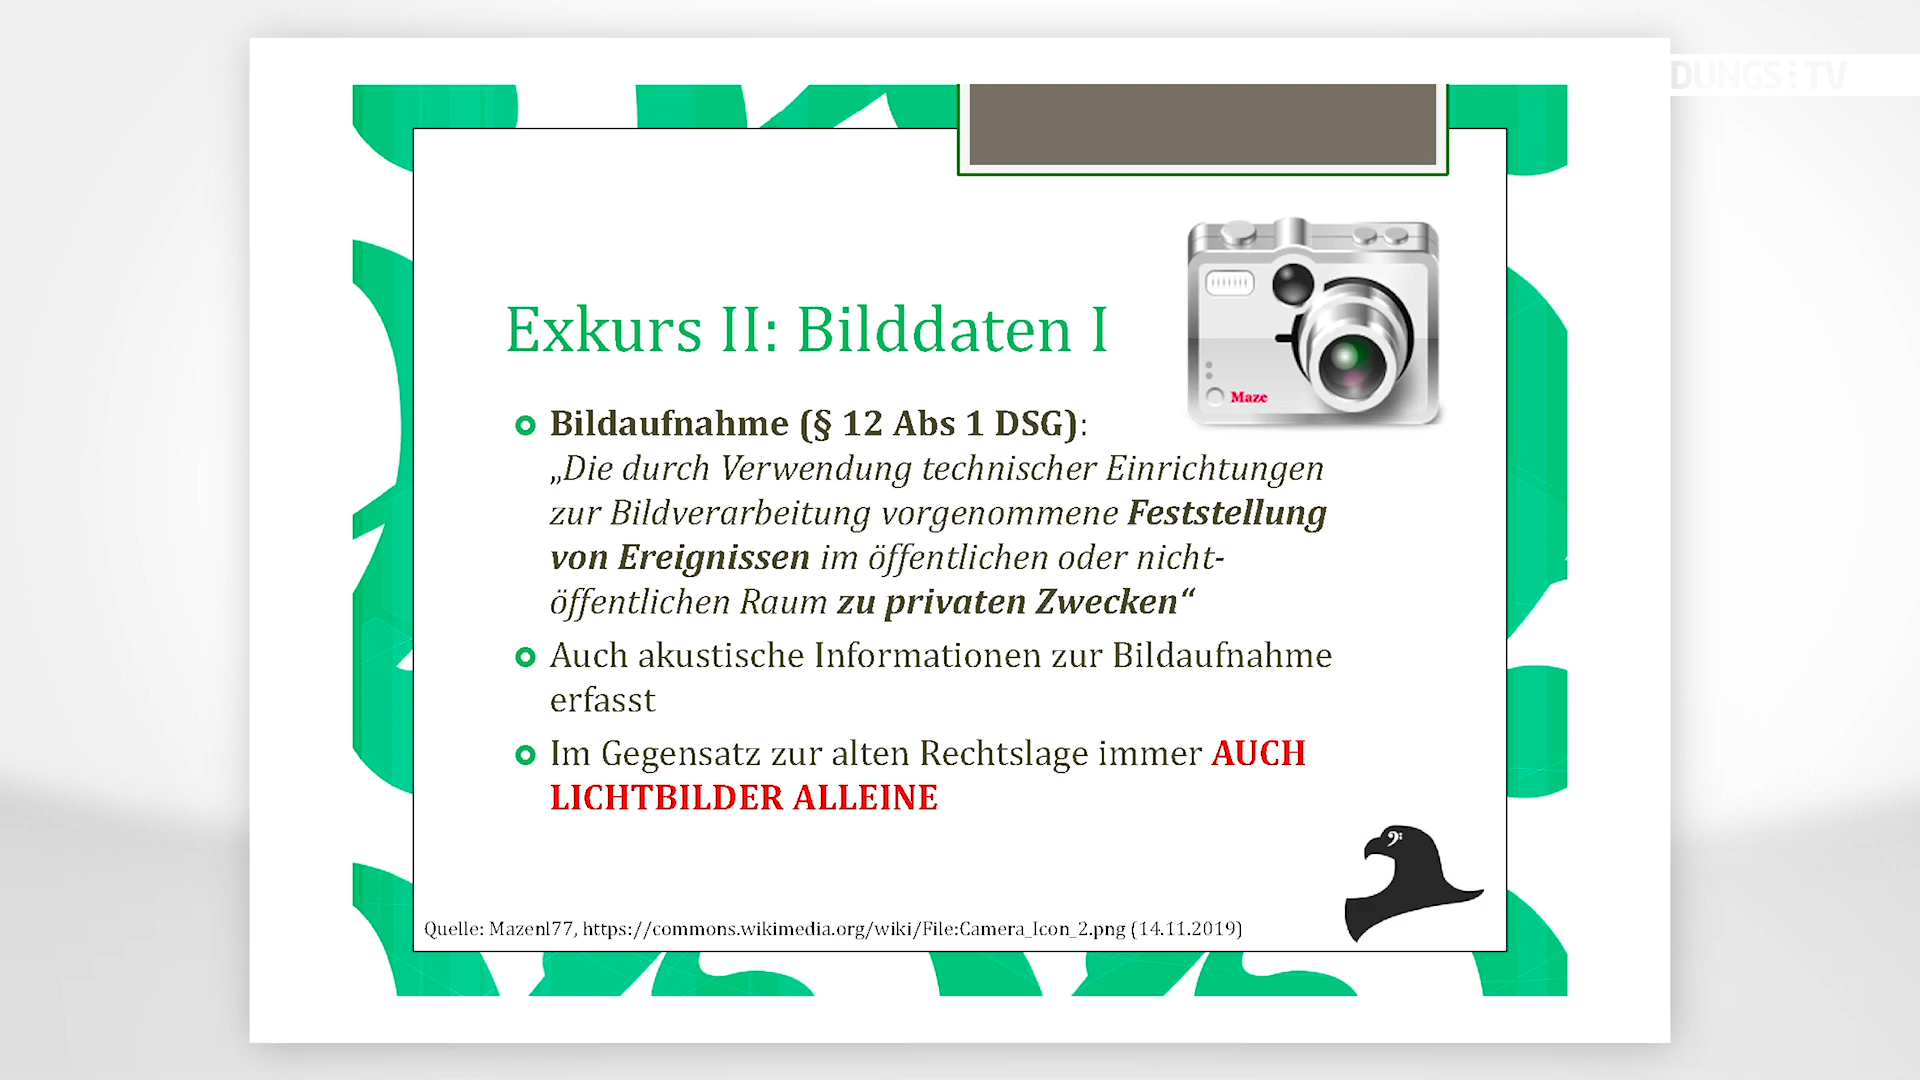 DUNGS TV
Maze
Exkurs II: Bilddaten I
Bildaufnahme (§ 12 Abs 1 DSG):
„Die durch Verwendung technischer Einrichtungen
zur Bildverarbeitung vorgenommene Feststellung
von Ereignissen im öffentlichen oder nicht-
öffentlichen Raum zu privaten Zwecken“
Auch akustische Informationen zur Bildaufnahme
erfasst
Im Gegensatz zur alten Rechtslage immer AUCH
LICHTBILDER ALLEINE
Quelle: Mazenl77, https://commons.wikimedia.org/wiki/File:Camera_Icon_2.png (14.11.2019)